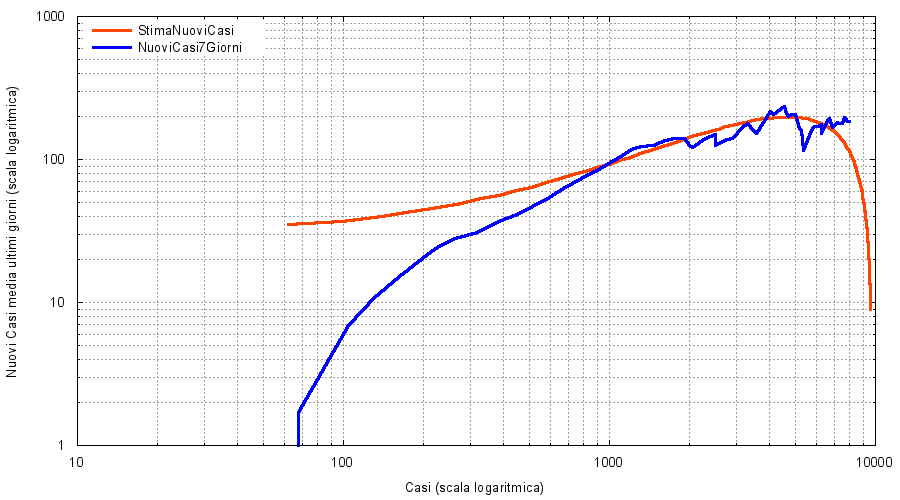 1000
StimaNuoviCasi
NuoviCasi7Giorni
100
10
1
10
100
1000
10000
Nuovi Casi media ultimi giorni (scala logaritmica)
Casi (scala logaritmica)